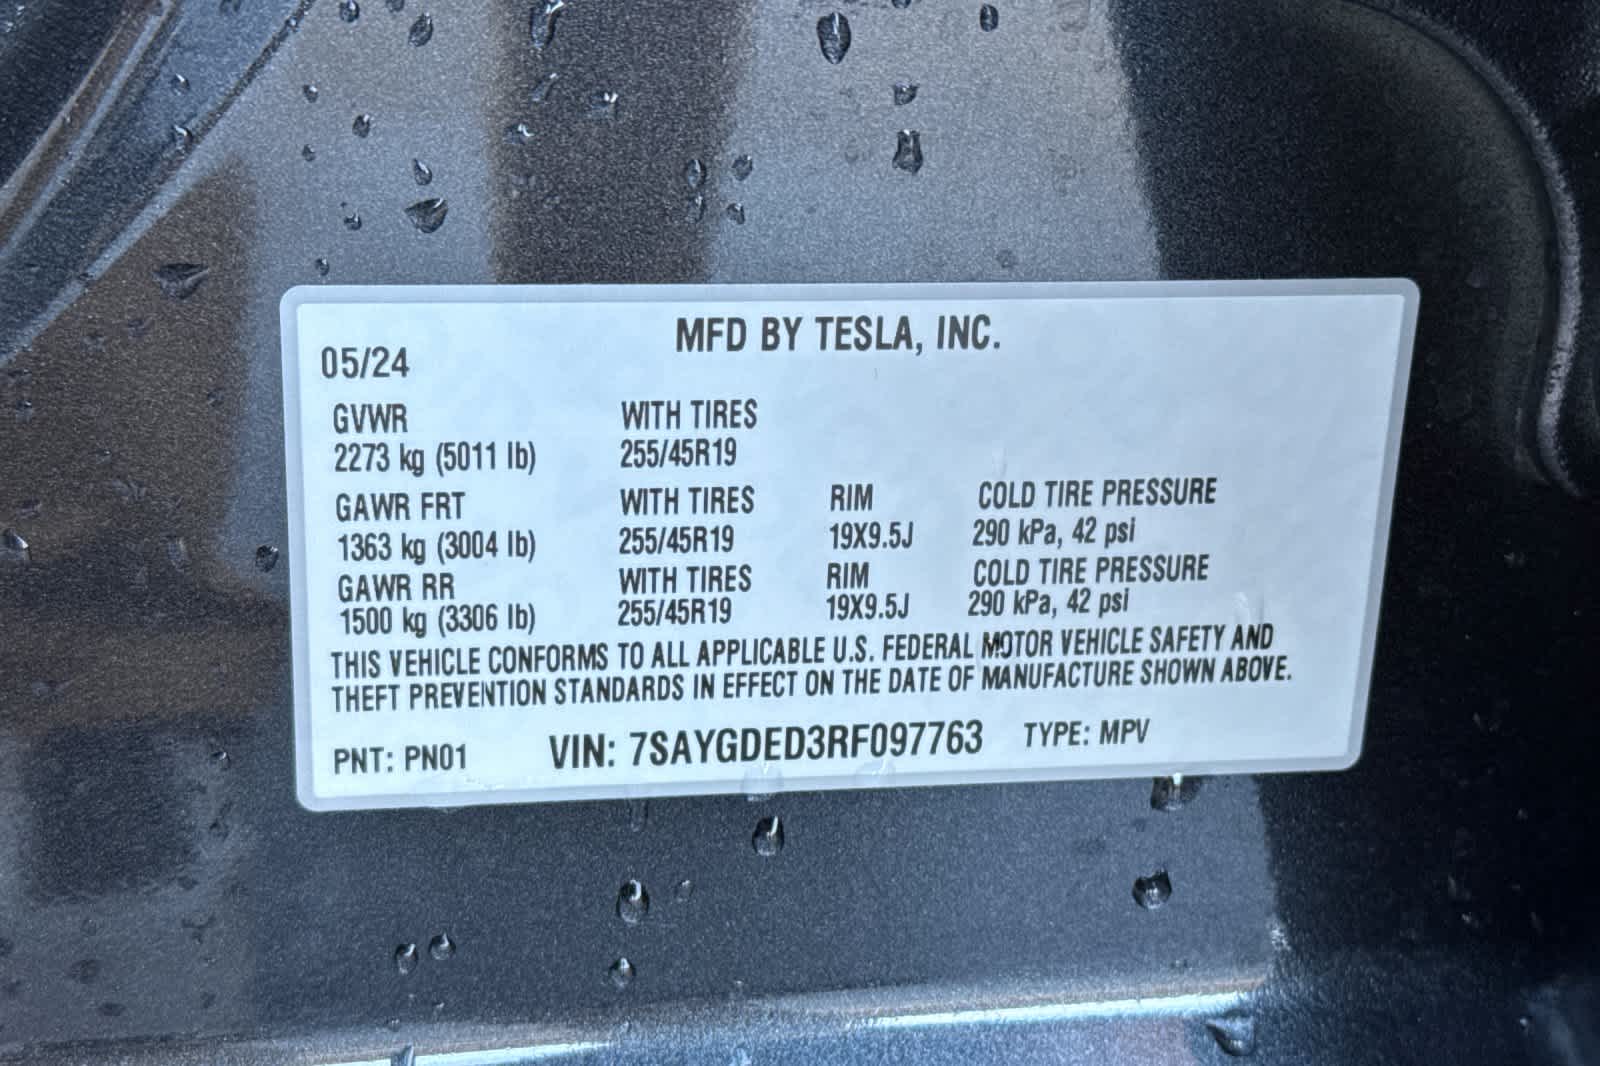 MFD BY TESLA, INC.
05/24
GVWR WITH TIRES
2273 kg (5011 lb) 255/45R19
GAWR FRT WITH TIRES RIM COLD TIRE PRESSURE
1363 kg (3004 lb) 255/45R19 19X9.5J 290 kPa, 42 psi
GAWR RR WITH TIRES RIM COLD TIRE PRESSURE
1500 kg (3306 lb) 255/45R19 19X9.5J 290 kPa, 42 psi
THIS VEHICLE CONFORMS TO ALL APPLICABLE U.S. FEDERAL MOTOR VEHICLE SAFETY AND
THEFT PREVENTION STANDARDS IN EFFECT ON THE DATE OF MANUFACTURE SHOWN ABOVE.
PNT: PN01 VIN: 7SAYGDED3RF097763 TYPE: MPV